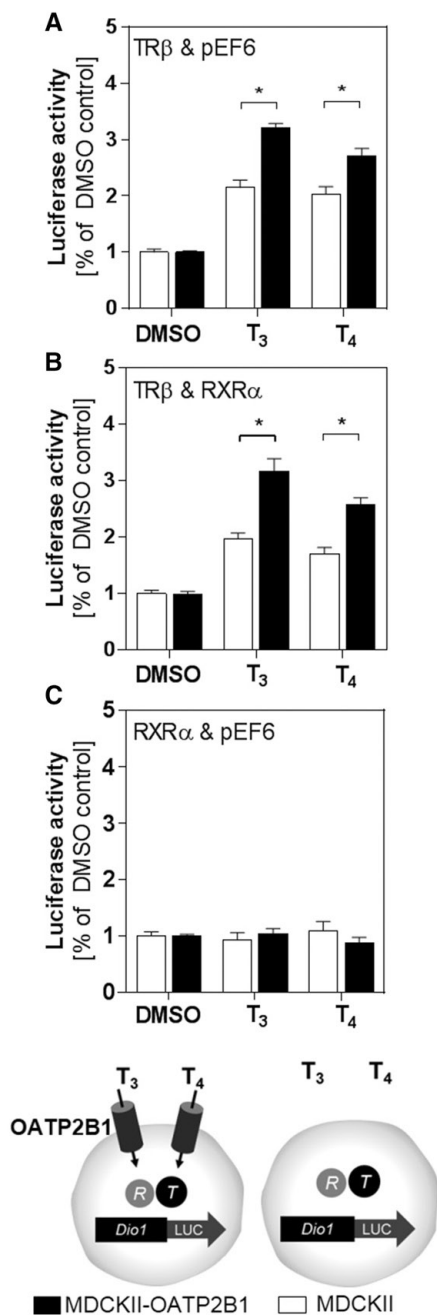 A
TRβ & pEF6
Luciferase activity
[% of DMSO control]
5
4
3
2
1
0
* *
DMSO T₃ T₄
B
TRβ & RXRα
Luciferase activity
[% of DMSO control]
5
4
3
2
1
0
* *
DMSO T₃ T₄
C
RXRα & pEF6
Luciferase activity
[% of DMSO control]
5
4
3
2
1
0
DMSO T₃ T₄
T₃ T₄ T₃ T₄
OATP2B1
R T R T
Dio1 LUC Dio1 LUC
MDCKII-OATP2B1 MDCKII